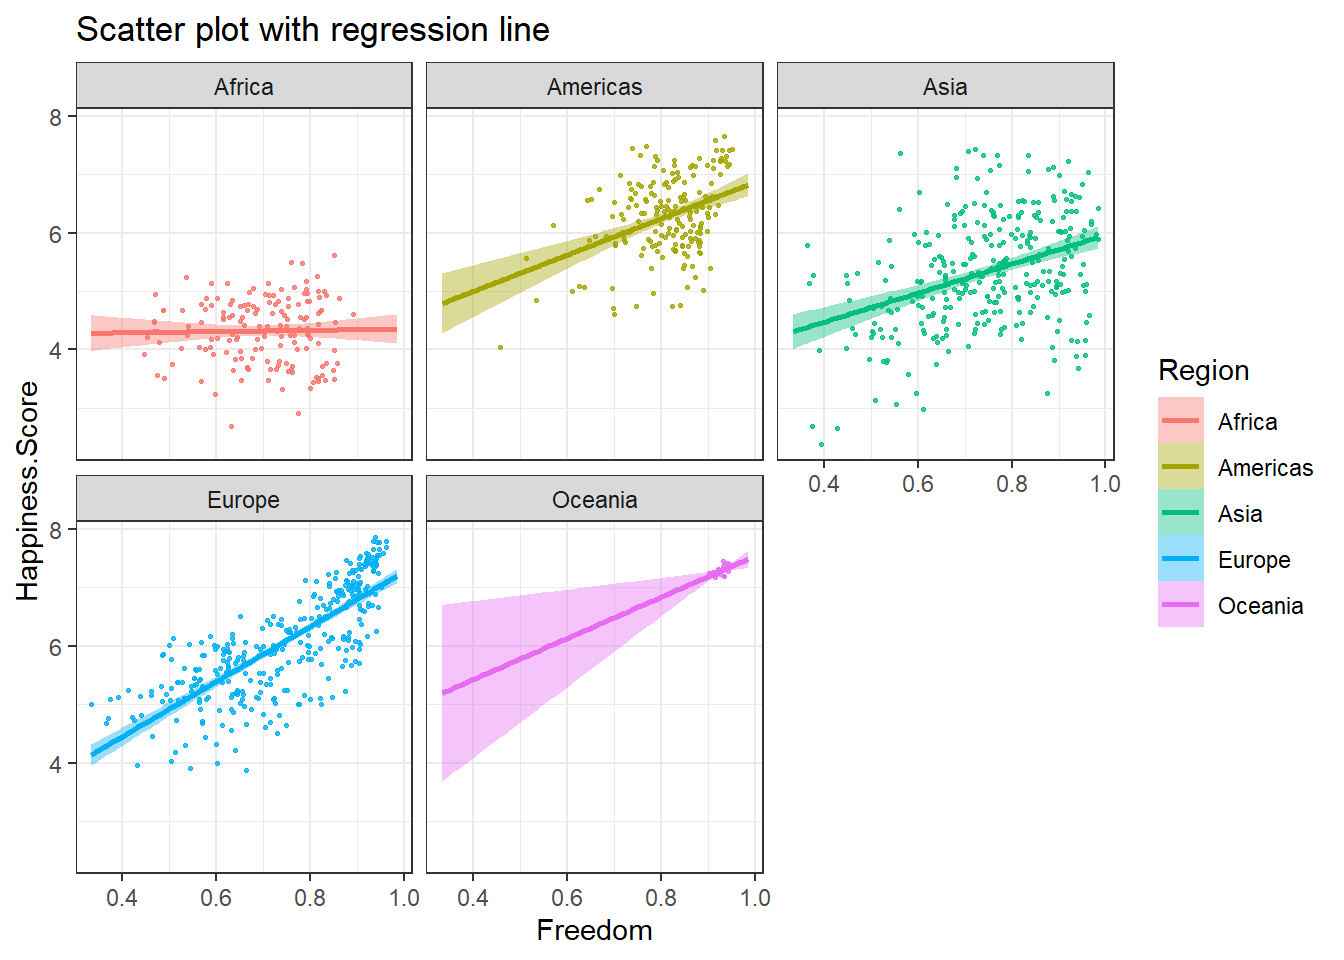 Scatter plot with regression line
Africa
Americas
Asia
8
6
4
0.4 0.6 0.8 1.0
Europe
Oceania
8
6
4
0.4 0.6 0.8 1.0
0.4 0.6 0.8 1.0
Freedom
Happiness.Score
Region
Africa
Americas
Asia
Europe
Oceania